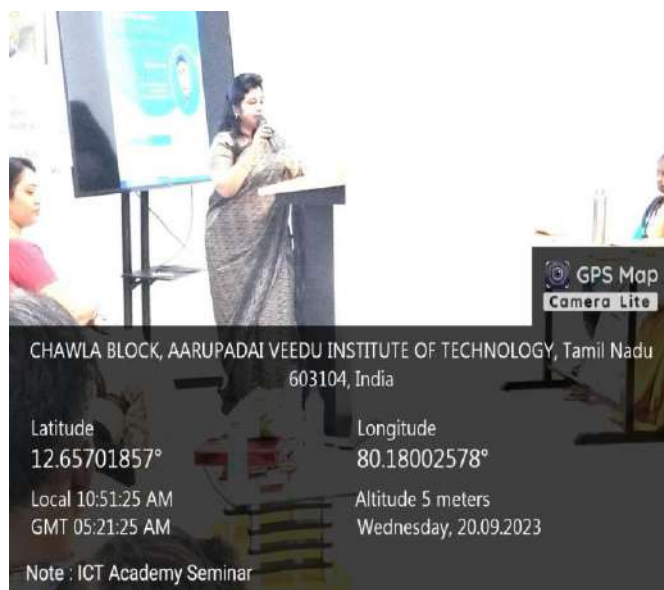 GPS Map
Camera Lite
CHAWLA BLOCK, AARUPADAI VEEDU INSTITUTE OF TECHNOLOGY, Tamil Nadu
603104, India
Latitude
12.65701857°
Longitude
80.18002578°
Local 10:51:25 AM
GMT 05:21:25 AM
Altitude 5 meters
Wednesday, 20.09.2023
Note : ICT Academy Seminar